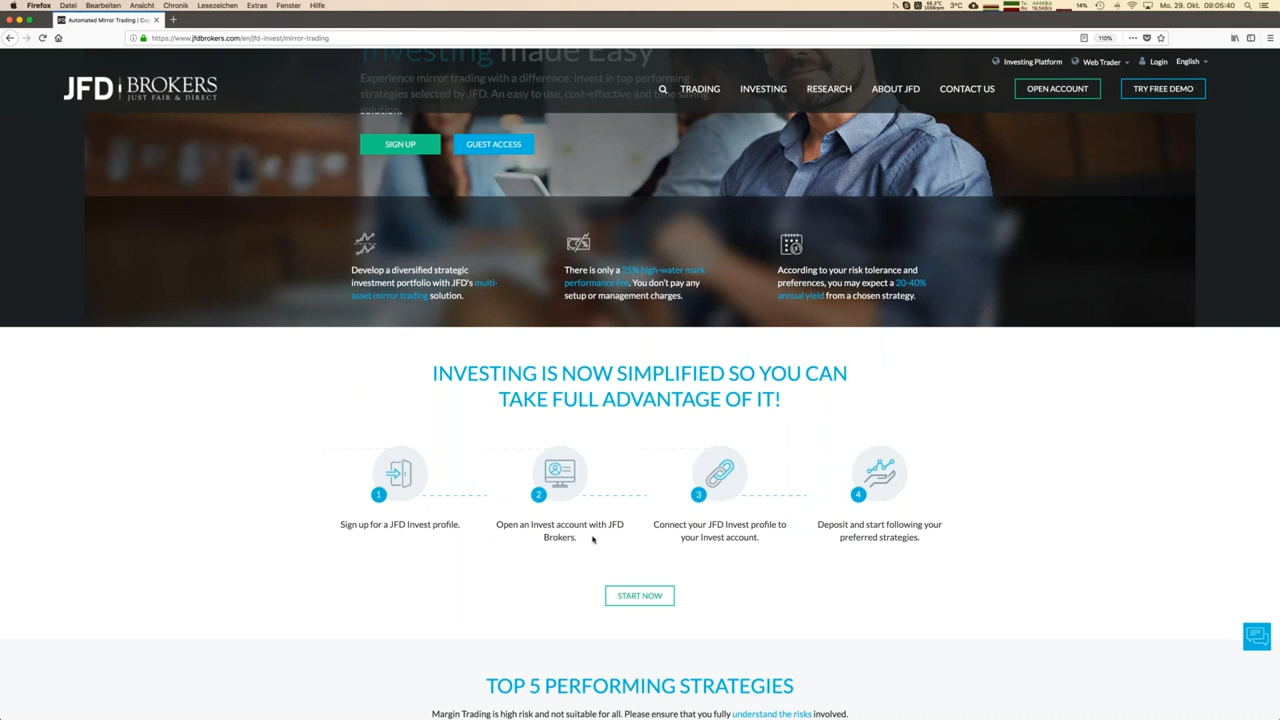 Firefox Datei Bearbeiten Ansicht Chronik Lesezeichen Extras Fenster Hilfe
3°C 14% Mo. 29. Okt. 09:05:40
Automated Mirror Trading | Co
https://www.jfdbrokers.com/en/jfd-invest/mirror-trading
110%
Investing made Easy
Experience mirror trading with a difference: invest in top performing
strategies selected by JFD. An easy to use, cost-effective and time saving
solution.
Investing Platform Web Trader Login English
JFD BROKERS
JUST FAIR & DIRECT
TRADING INVESTING RESEARCH ABOUT JFD CONTACT US OPEN ACCOUNT TRY FREE DEMO
SIGN UP GUEST ACCESS
Develop a diversified strategic
investment portfolio with JFD's multi-
asset mirror trading solution.
There is only a 25% high-water mark
performance fee. You don't pay any
setup or management charges.
According to your risk tolerance and
preferences, you may expect a 20-40%
annual yield from a chosen strategy.
INVESTING IS NOW SIMPLIFIED SO YOU CAN
TAKE FULL ADVANTAGE OF IT!
1
Sign up for a JFD Invest profile.
2
Open an Invest account with JFD
Brokers.
3
Connect your JFD Invest profile to
your Invest account.
4
Deposit and start following your
preferred strategies.
START NOW
TOP 5 PERFORMING STRATEGIES
Margin Trading is high risk and not suitable for all. Please ensure that you fully understand the risks involved.